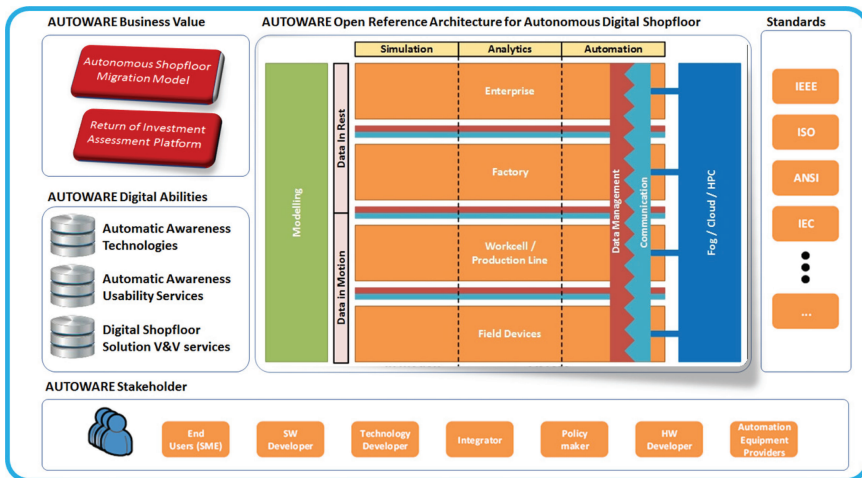 AUTOWARE Business Value
Autonomous Shopfloor
Migration Model
Return of Investment
Assessment Platform
AUTOWARE Digital Abilities
Automatic Awareness
Technologies
Automatic Awareness
Usability Services
Digital Shopfloor
Solution V&V services
AUTOWARE Open Reference Architecture for Autonomous Digital Shopfloor
Simulation
Analytics
Automation
Modelling
Data In Rest
Data in Motion
Enterprise
Factory
Workcell /
Production Line
Field Devices
Data Management
Communication
Fog / Cloud / HPC
Standards
IEEE
ISO
ANSI
IEC
...
AUTOWARE Stakeholder
End
Users (SME)
SW
Developer
Technology
Developer
Integrator
Policy
maker
HW
Developer
Automation
Equipment
Providers